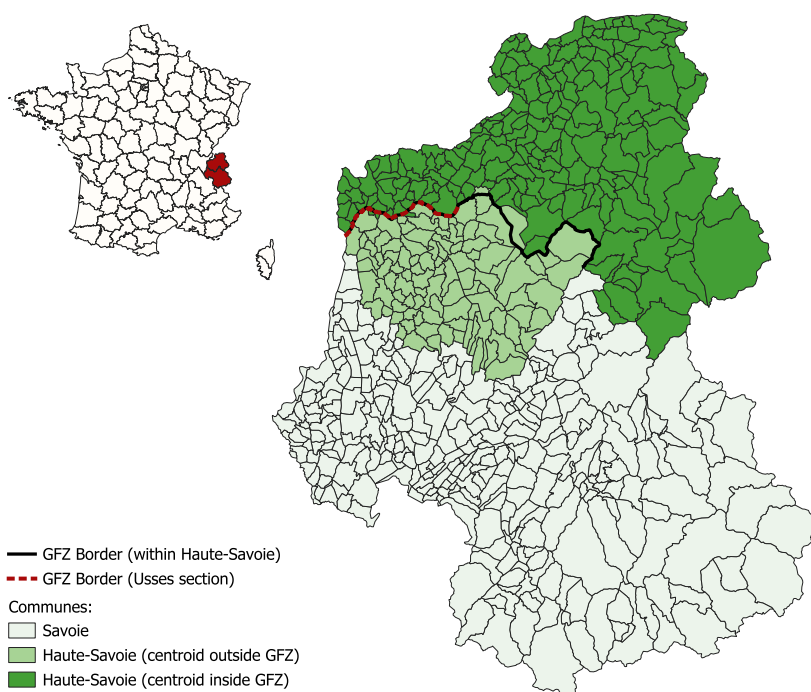 GFZ Border (within Haute-Savoie)
GFZ Border (Usses section)
Communes:
Savoie
Haute-Savoie (centroid outside GFZ)
Haute-Savoie (centroid inside GFZ)